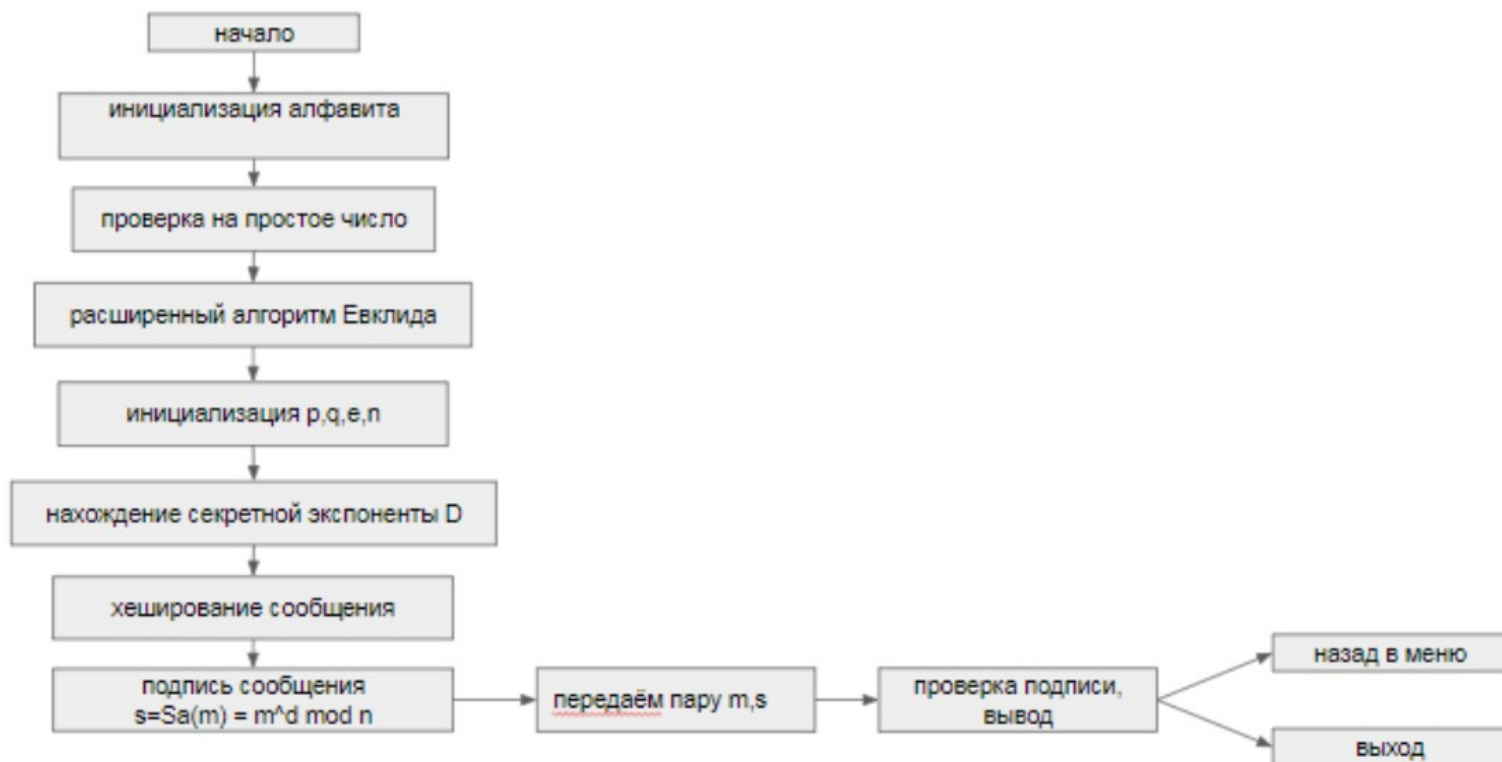 начало
инициализация алфавита
проверка на простое число
расширенный алгоритм Евклида
инициализация p,q,e,n
нахождение секретной экспоненты D
хеширование сообщения
подпись сообщения
s=Sa(m) = m^d mod n
передаём пару m,s
проверка подписи,
вывод
назад в меню
выход